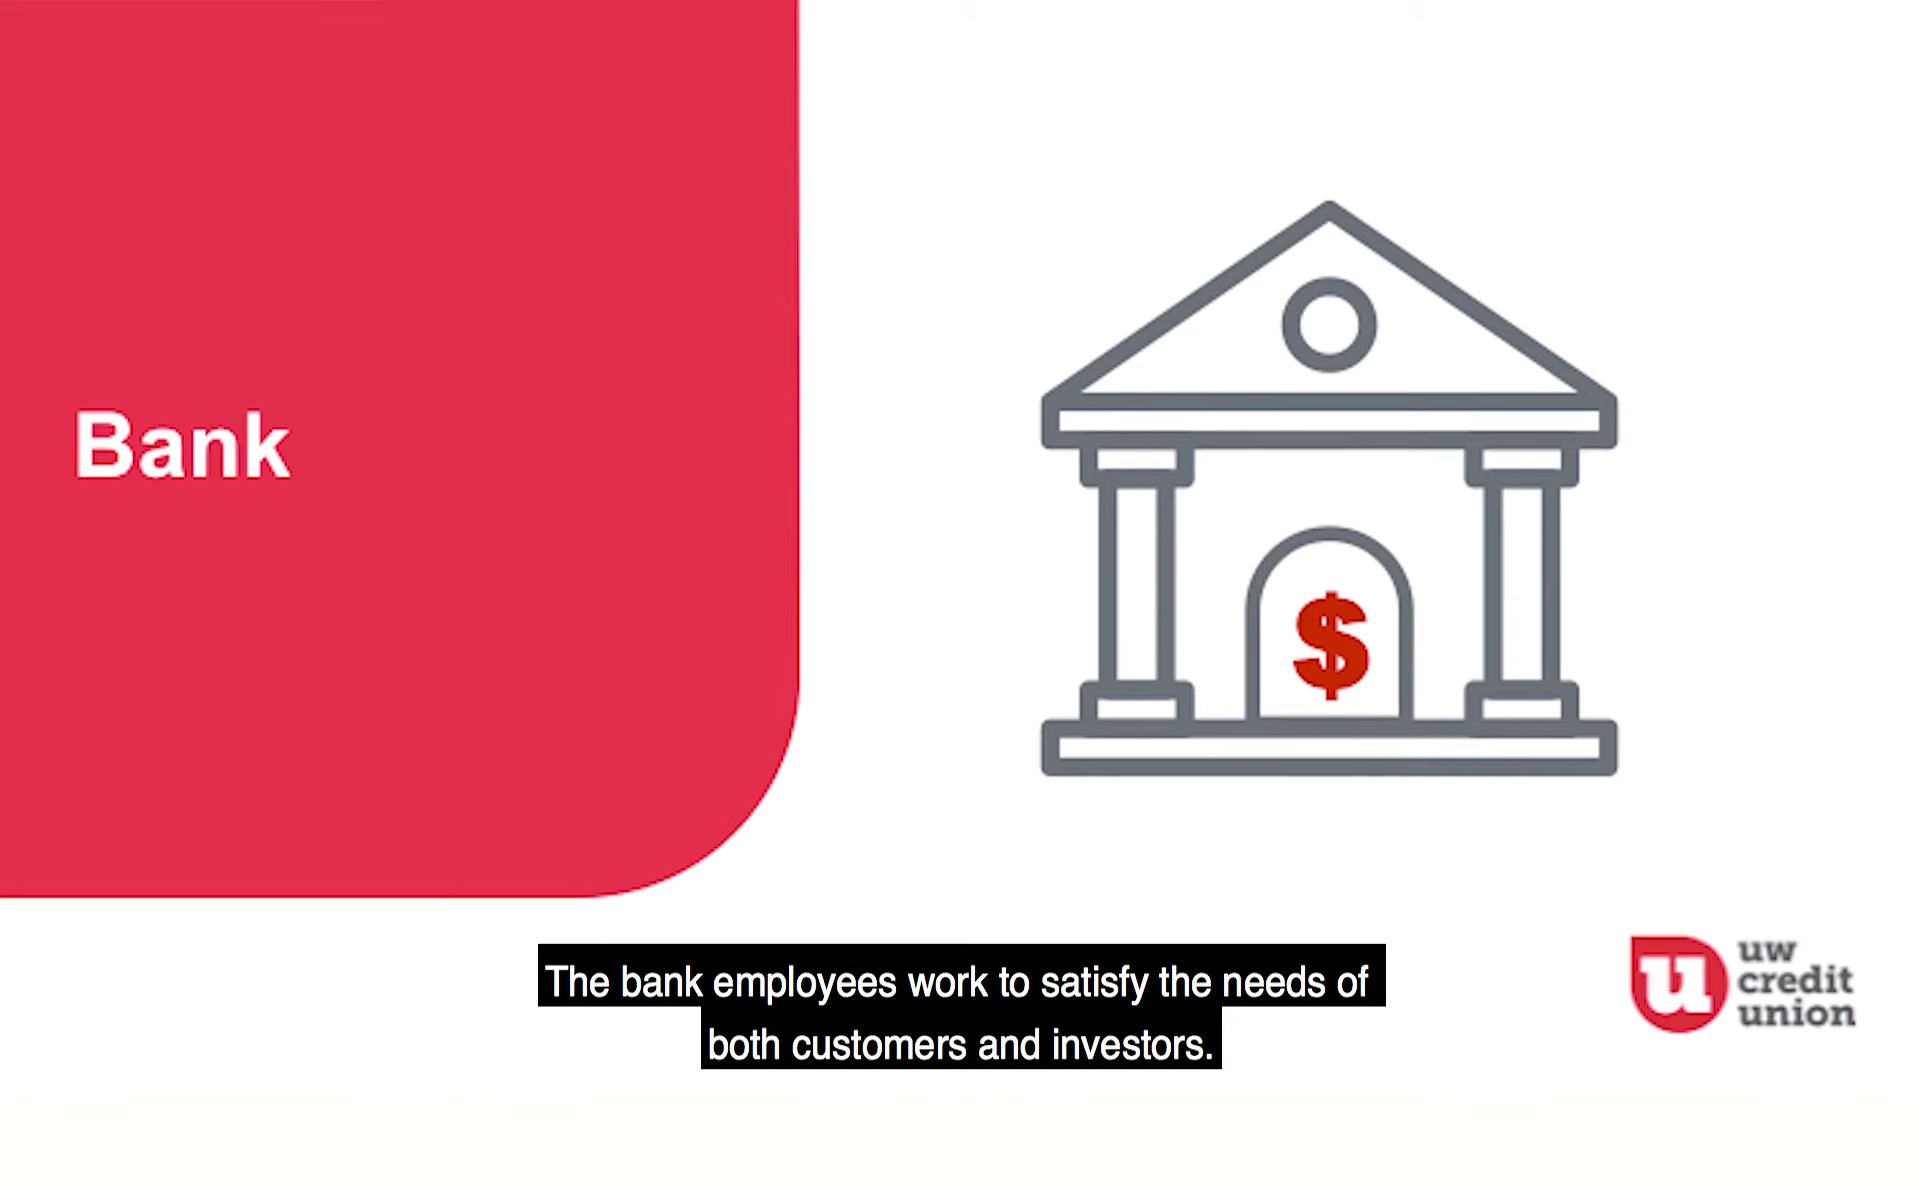 Bank
$
The bank employees work to satisfy the needs of
both customers and investors.
u
uw
credit
union